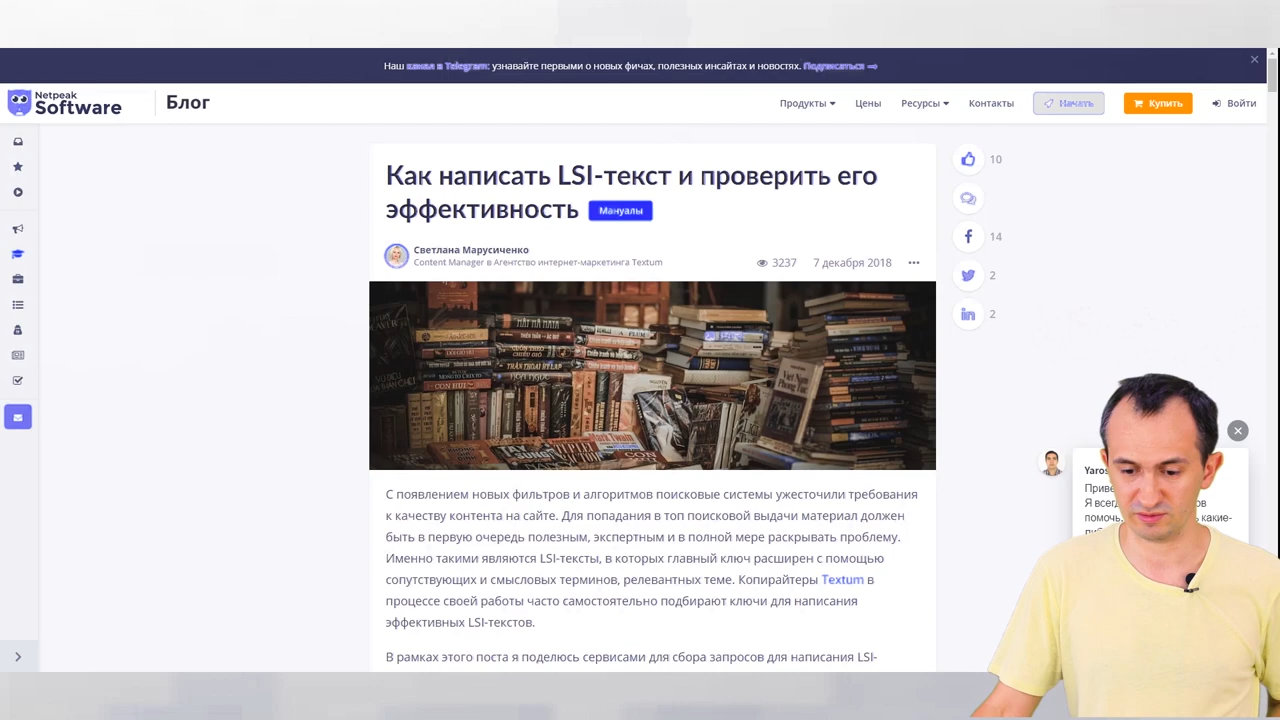 Наш канал в Telegram: узнавайте первыми о новых фичах, полезных инсайтах и новостях. Подписаться
Netpeak
Software
Блог
Продукты
Цены
Ресурсы
Контакты
Начать
Купить
Войти
Как написать LSI-текст и проверить его
эффективность
Мануалы
Светлана Марусиченко
Content Manager в Агентство интернет-маркетинга Textum
3237
7 декабря 2018
10
14
2
2
С появлением новых фильтров и алгоритмов поисковые системы ужесточили требования
к качеству контента на сайте. Для попадания в топ поисковой выдачи материал должен
быть в первую очередь полезным, экспертным и в полной мере раскрывать проблему.
Именно такими являются LSI-тексты, в которых главный ключ расширен с помощью
сопутствующих и смысловых терминов, релевантных теме. Копирайтеры Textum в
процессе своей работы часто самостоятельно подбирают ключи для написания
эффективных LSI-текстов.
В рамках этого поста я поделюсь сервисами для сбора запросов для написания LSI-